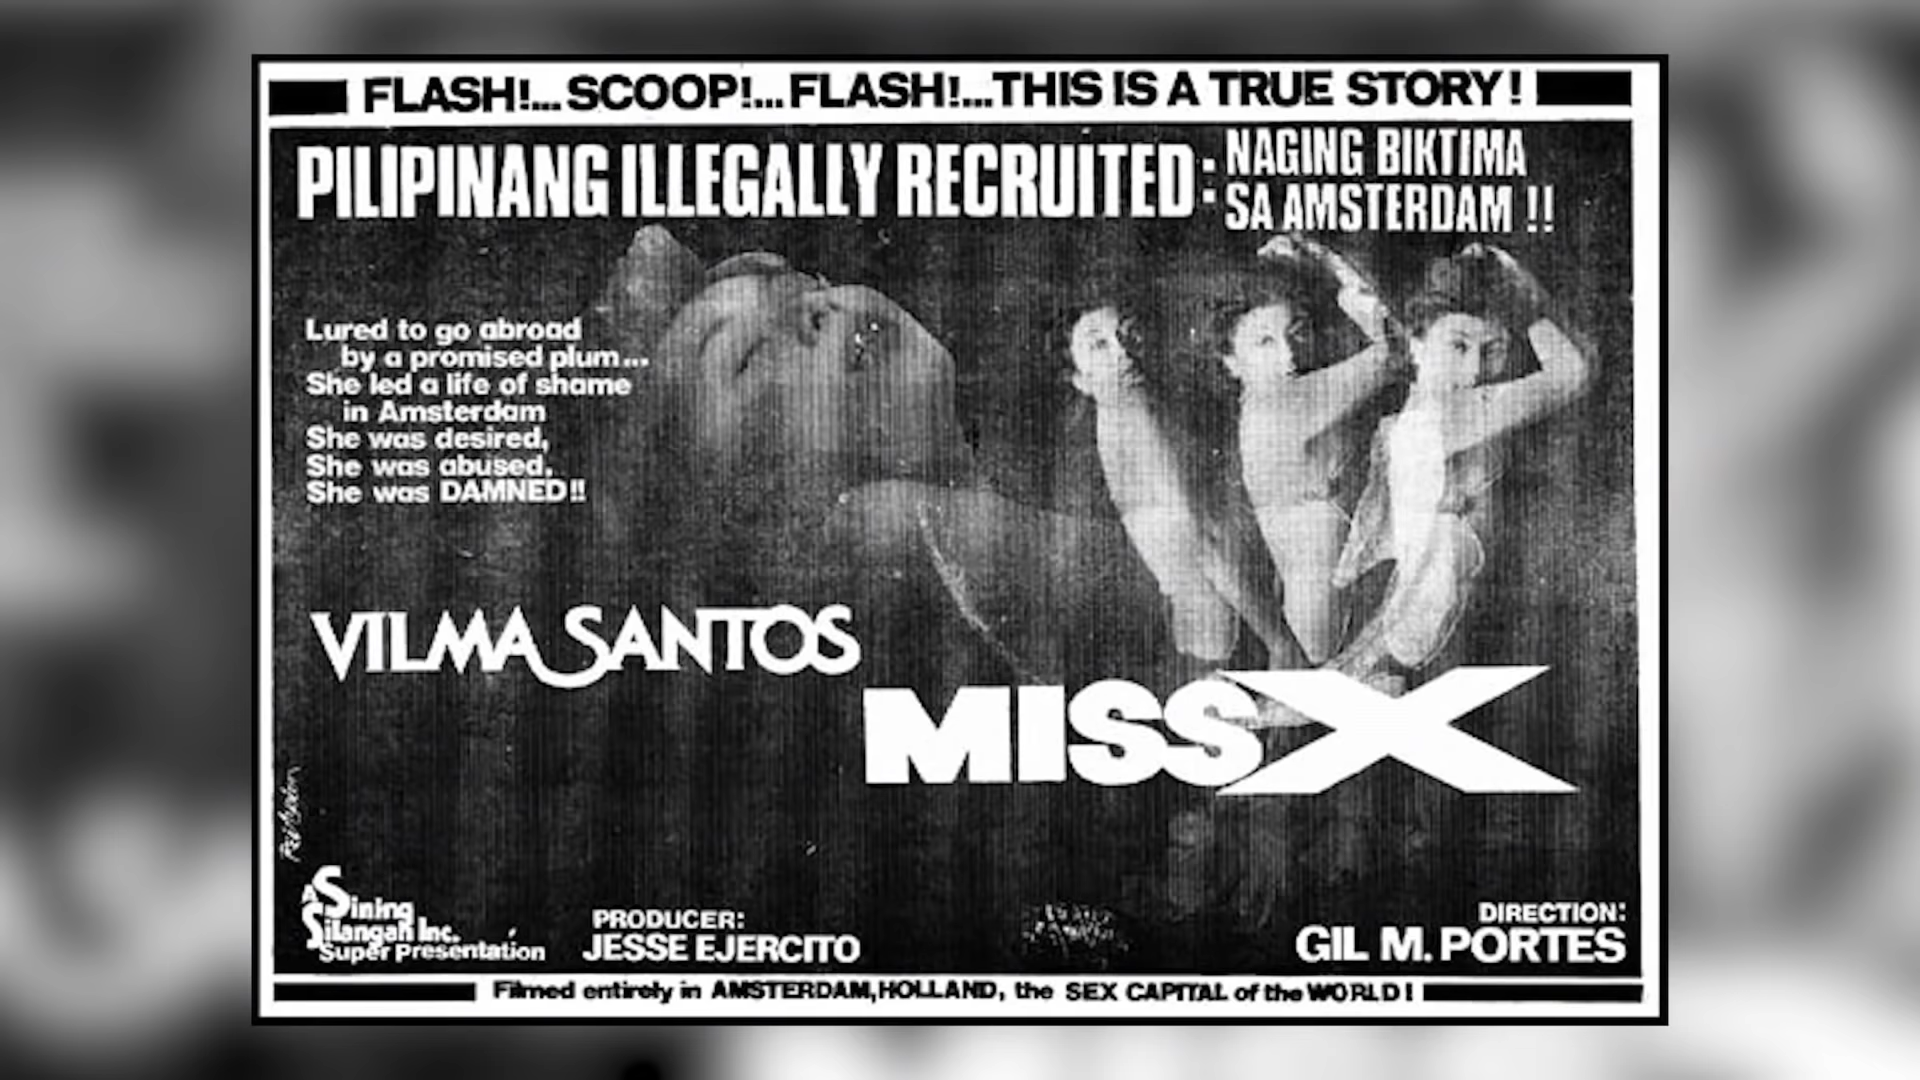 FLASH!...SCOOP!...FLASH!...THIS IS A TRUE STORY!
PILIPINANG ILLEGALLY RECRUITED: NAGING BIKTIMA
SA AMSTERDAM !!
Lured to go abroad
by a promised plum...
She led a life of shame
in Amsterdam
She was desired,
She was abused,
She was DAMNED!!
VILMA SANTOS
MISS X
A Sining
Silangan Inc.
Super Presentation
PRODUCER:
JESSE EJERCITO
DIRECTION:
GIL M. PORTES
Filmed entirely in AMSTERDAM, HOLLAND, the SEX CAPITAL of the WORLD!